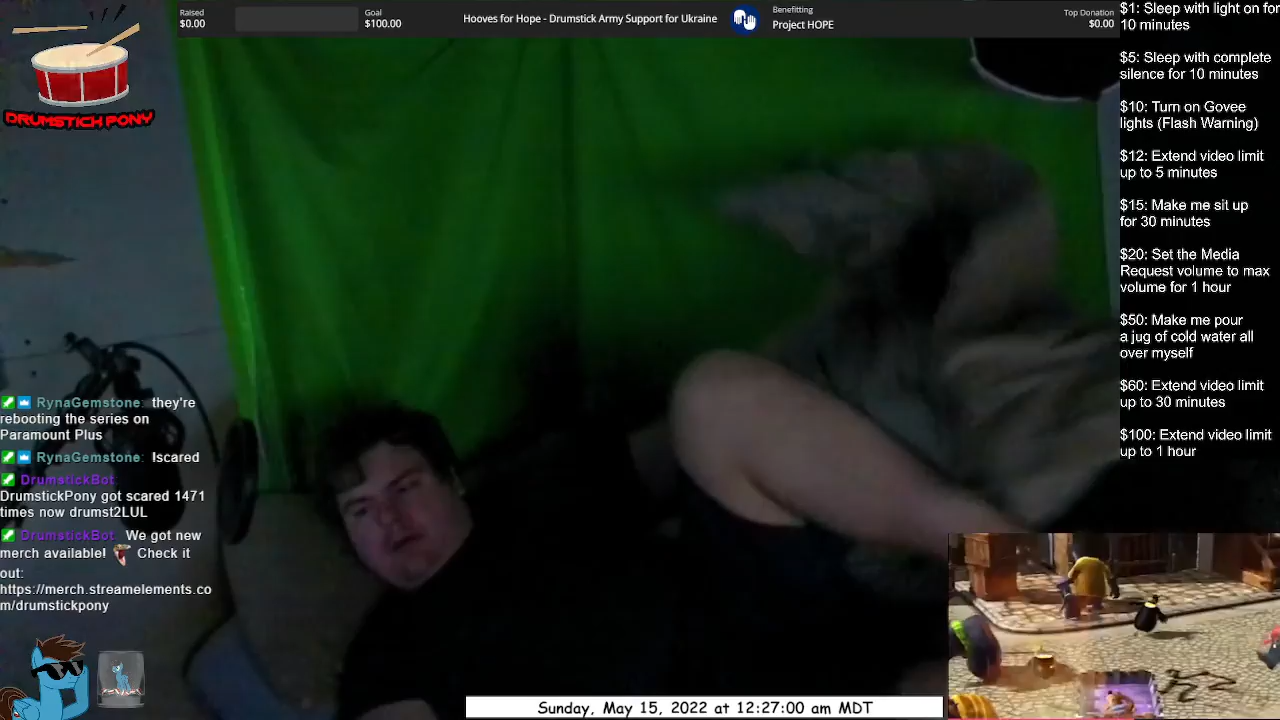 Raised
$0.00
Goal
$100.00
Hooves for Hope - Drumstick Army Support for Ukraine
Benefitting
Project HOPE
Top Donation
$0.00
DRUMSTICH PONY
$1: Sleep with light on for
10 minutes
$5: Sleep with complete
silence for 10 minutes
$10: Turn on Govee
lights (Flash Warning)
$12: Extend video limit
up to 5 minutes
$15: Make me sit up
for 30 minutes
$20: Set the Media
Request volume to max
volume for 1 hour
$50: Make me pour
a jug of cold water all
over myself
$60: Extend video limit
up to 30 minutes
$100: Extend video limit
up to 1 hour
RynaGemstone: they're
rebooting the series on
Paramount Plus
RynaGemstone: !scared
DrumstickBot:
DrumstickPony got scared 1471
times now drumst2LUL
DrumstickBot: We got new
merch available! Check it
out:
https://merch.streamelements.co
m/drumstickpony
Sunday, May 15, 2022 at 12:27:00 am MDT